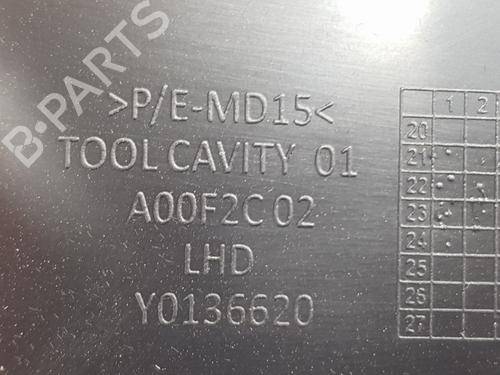 B-PARTS
>P/E-MD15<
TOOL CAVITY 01
A00F2C 02
LHD
Y0136620
1 2
20
21
22
23
24
25
26
27